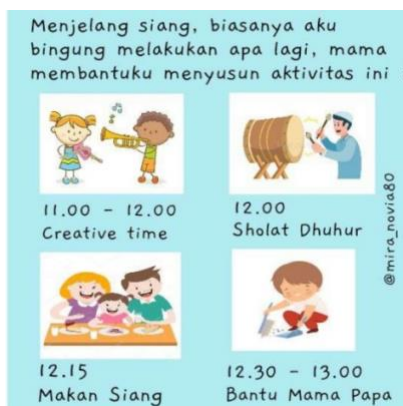 Menjelang siang, biasanya aku
bingung melakukan apa lagi, mama
membantuku menyusun aktivitas ini
11.00 - 12.00
Creative time
12.00
Sholat Dhuhur
@mira_novia80
12.15
Makan Siang
12.30 - 13.00
Bantu Mama Papa